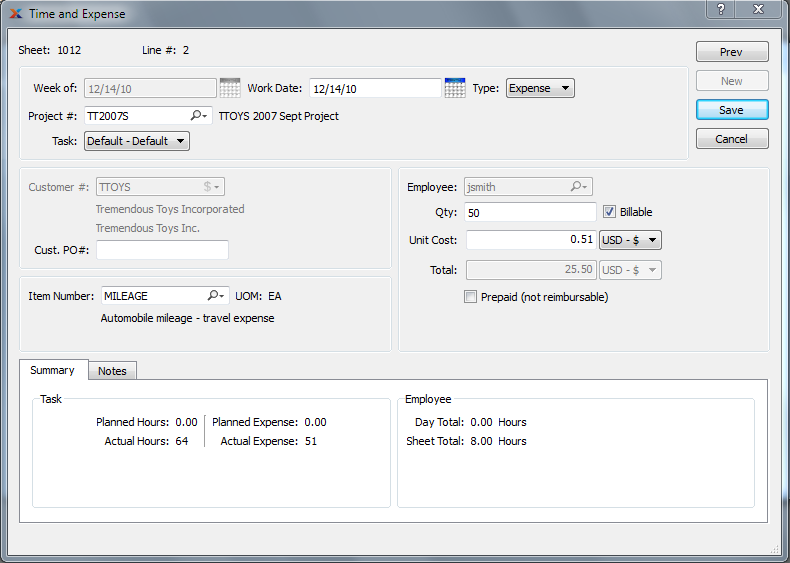 Time and Expense
Sheet: 1012 Line #: 2
Prev
Week of: 12/14/10 Work Date: 12/14/10 Type: Expense
New
Project #: TT2007S TTOYS 2007 Sept Project
Save
Task: Default - Default
Cancel
Customer #: TTOYS $
Tremendous Toys Incorporated
Tremendous Toys Inc.
Cust. PO#:
Employee: jsmith
Qty: 50 Billable
Unit Cost: 0.51 USD - $
Total: 25.50 USD - $
Prepaid (not reimbursable)
Item Number: MILEAGE UOM: EA
Automobile mileage - travel expense
Summary Notes
Task
Planned Hours: 0.00 Planned Expense: 0.00
Actual Hours: 64 Actual Expense: 51
Employee
Day Total: 0.00 Hours
Sheet Total: 8.00 Hours